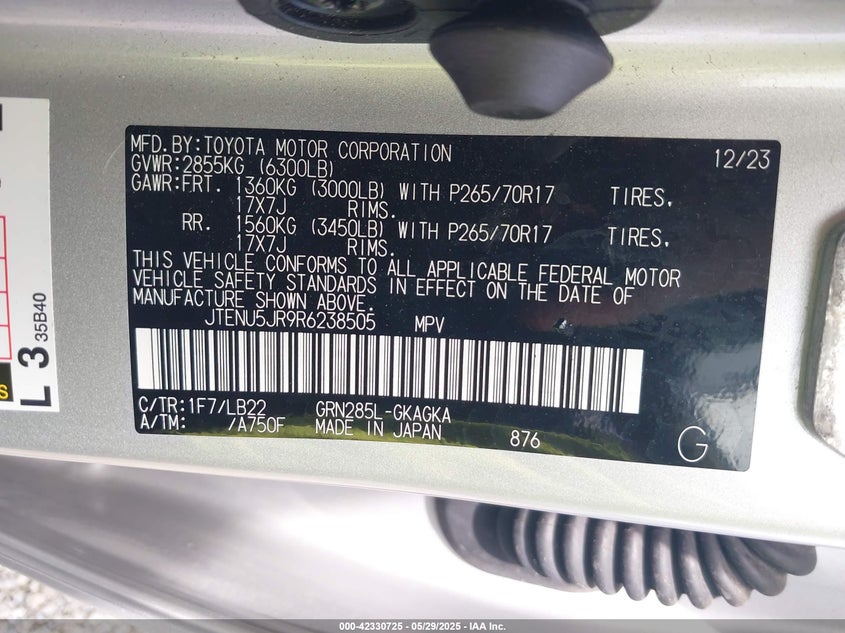 MFD.BY:TOYOTA MOTOR CORPORATION 12/23
GVWR:2855KG (6300LB)
GAWR:FRT. 1360KG (3000LB) WITH P265/70R17 TIRES,
17X7J RIMS.
RR. 1560KG (3450LB) WITH P265/70R17 TIRES,
17X7J RIMS.
THIS VEHICLE CONFORMS TO ALL APPLICABLE FEDERAL MOTOR
VEHICLE SAFETY STANDARDS IN EFFECT ON THE DATE OF
MANUFACTURE SHOWN ABOVE.
JTENU5JR9R6238505 MPV
C/TR:1F7/LB22 GRN285L-GKAGKA
A/TM: /A750F MADE IN JAPAN 876 G
L 3 35B40
000-42330725 - 05/29/2025 - IAA Inc.